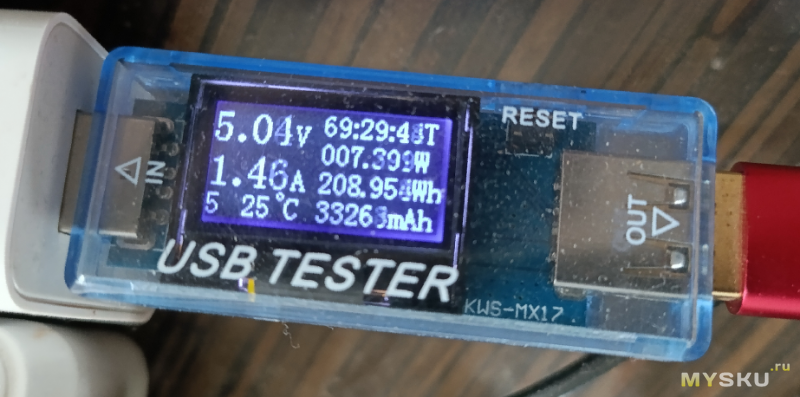 5.04V 69:29:48T
007.399W
1.46A 208.954Wh
5 25°C 33268mAh
IN
RESET
OUT
USB TESTER
KWS-MX17
MYSKU.ru